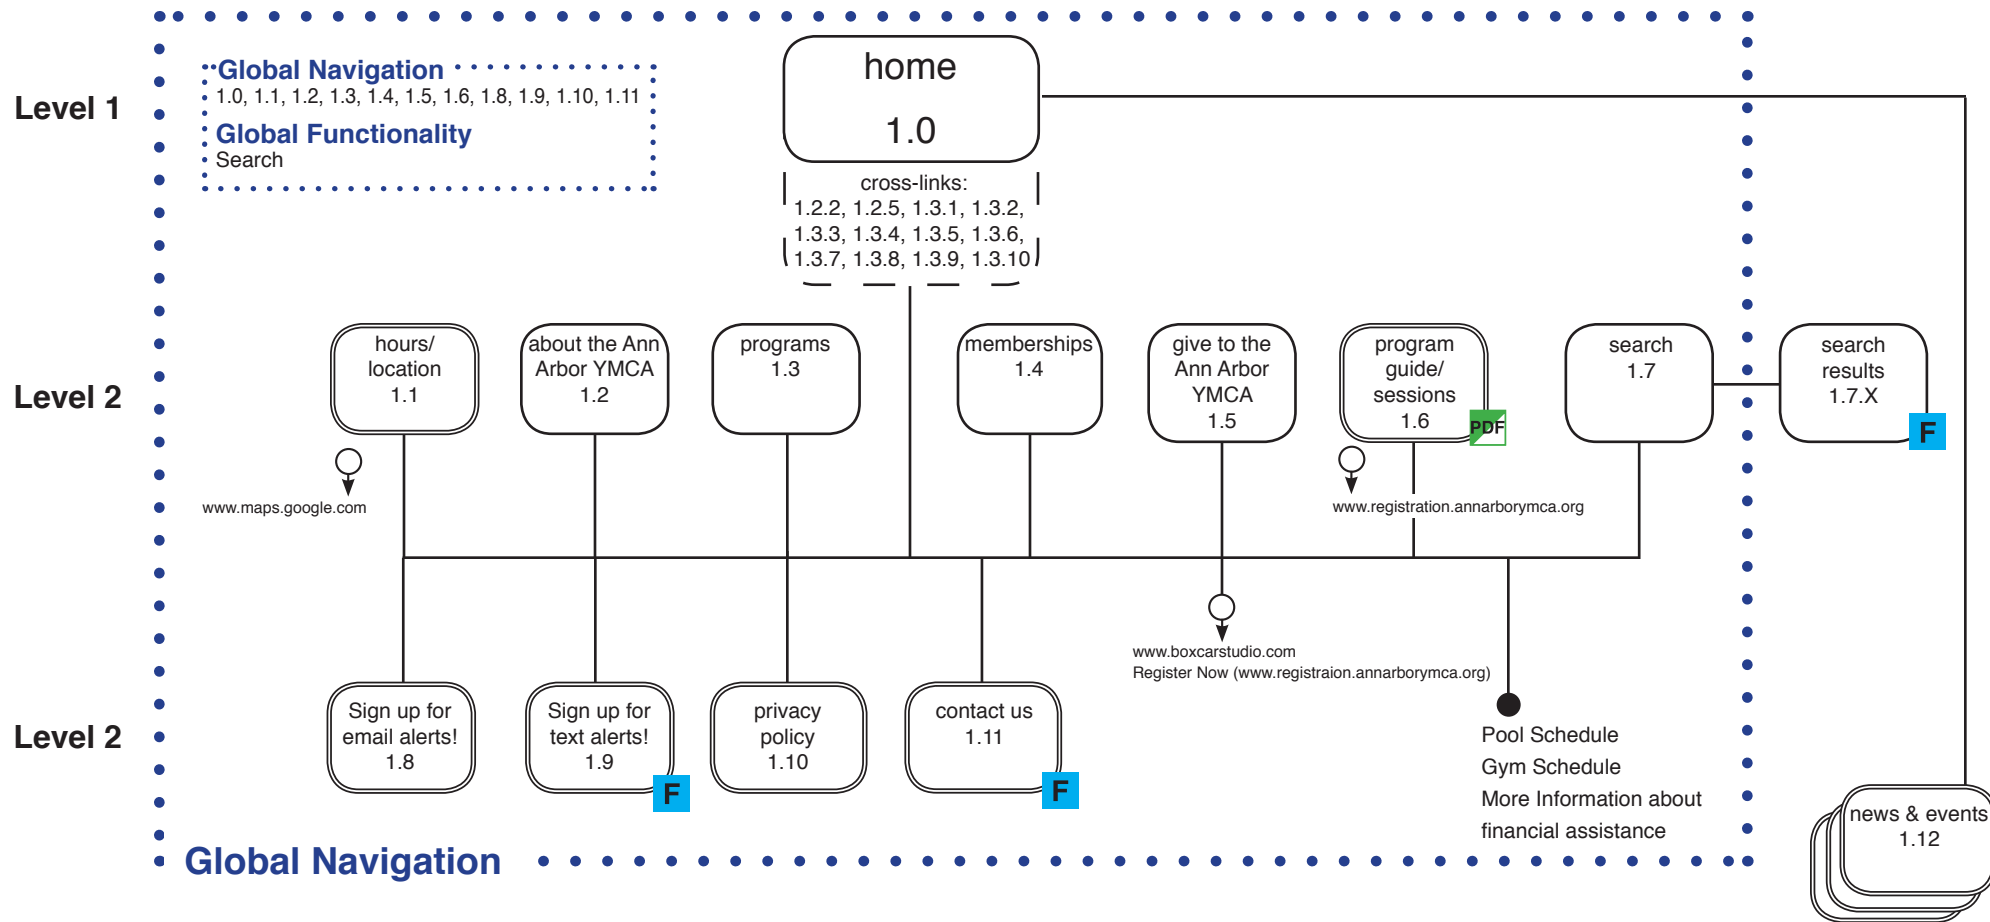 Level 1
Global Navigation
1.0, 1.1, 1.2, 1.3, 1.4, 1.5, 1.6, 1.8, 1.9, 1.10, 1.11
Global Functionality
Search
home
1.0
cross-links:
1.2.2, 1.2.5, 1.3.1, 1.3.2,
1.3.3, 1.3.4, 1.3.5, 1.3.6,
1.3.7, 1.3.8, 1.3.9, 1.3.10
Level 2
hours/
location
1.1
about the Ann
Arbor YMCA
1.2
programs
1.3
memberships
1.4
give to the
Ann Arbor
YMCA
1.5
program
guide/
sessions
1.6
PDF
search
1.7
search
results
1.7.X
F
www.maps.google.com
www.registration.annarborymca.org
www.boxcarstudio.com
Register Now (www.registraion.annarborymca.org)
Level 2
Sign up for
email alerts!
1.8
Sign up for
text alerts!
1.9
F
privacy
policy
1.10
contact us
1.11
F
Pool Schedule
Gym Schedule
More Information about
financial assistance
news & events
1.12
Global Navigation